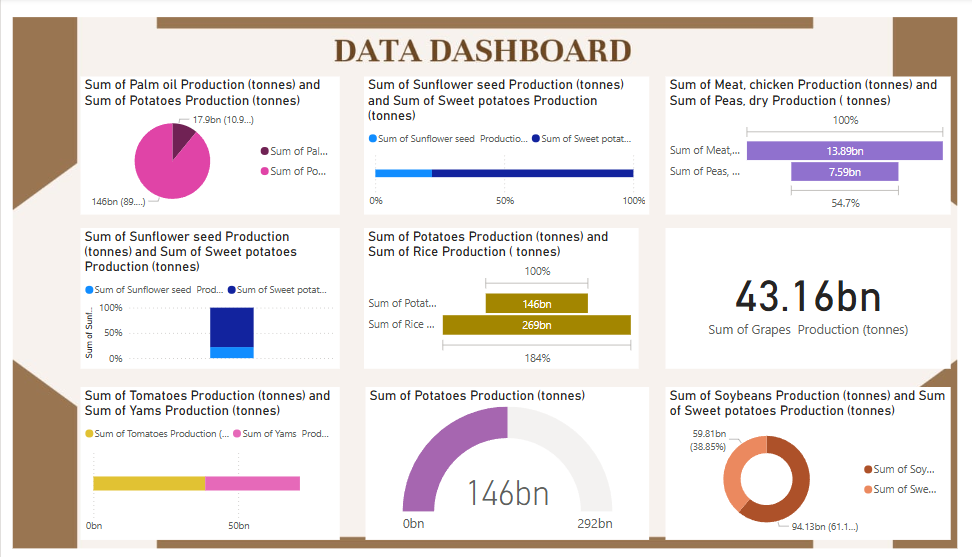 DATA DASHBOARD
Sum of Palm oil Production (tonnes) and
Sum of Potatoes Production (tonnes)
17.9bn (10.9...)
Sum of Pal...
Sum of Po...
146bn (89....)
Sum of Sunflower seed Production
and Sum of Sweet potatoes Production
(tonnes)
Sum of Sunflower seed Productio...
Sum of Sweet potat...
0%
50%
100%
Sum of Meat, chicken Production (tonnes) and
Sum of Peas, dry Production ( tonnes)
100%
Sum of Meat,...
13.89bn
Sum of Peas, ...
7.59bn
54.7%
Sum of Sunflower seed Production
(tonnes) and Sum of Sweet potatoes
Production (tonnes)
Sum of Sunflower seed Prod...
Sum of Sweet potat...
Sum of Sunf...
100%
50%
0%
Sum of Potatoes Production (tonnes) and
Sum of Rice Production ( tonnes)
100%
Sum of Potat...
146bn
Sum of Rice ...
269bn
184%
43.16bn
Sum of Grapes Production (tonnes)
Sum of Tomatoes Production (tonnes) and
Sum of Yams Production (tonnes)
Sum of Tomatoes Production (...
Sum of Yams Prod...
0bn
50bn
Sum of Potatoes Production (tonnes)
146bn
0bn
292bn
Sum of Soybeans Production (tonnes) and Sum
of Sweet potatoes Production (tonnes)
59.81bn
(38.85%)
Sum of Soy...
Sum of Swe...
94.13bn (61.1...)